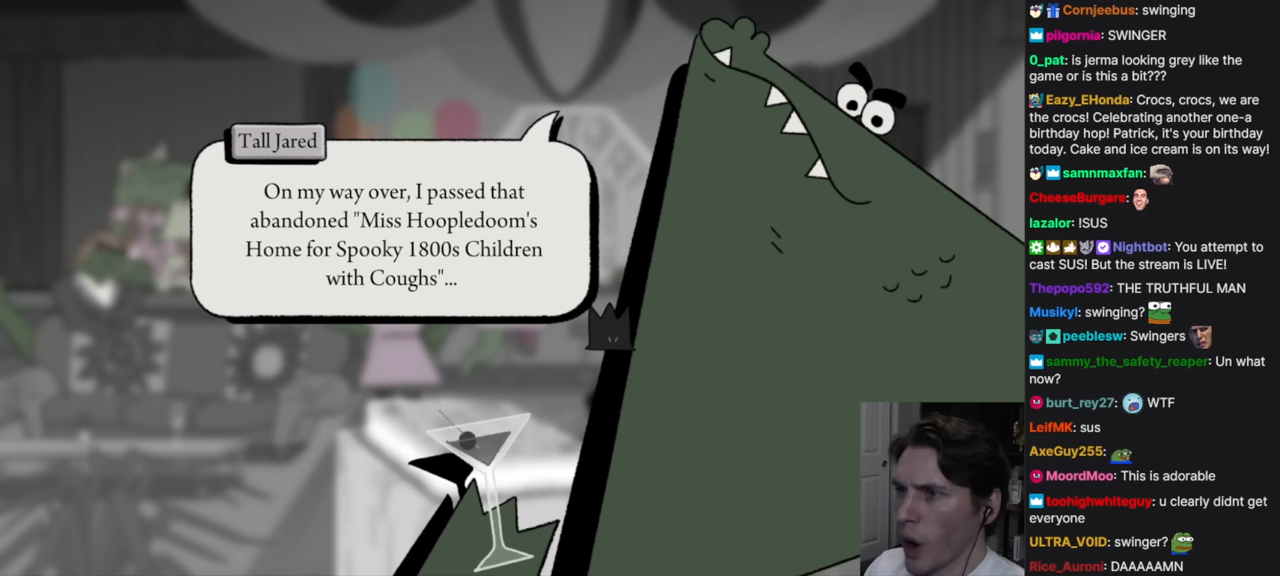 Tall Jared
On my way over, I passed that
abandoned "Miss Hoopledoom's
Home for Spooky 1800s Children
with Coughs"...
Cornjeebus: swinging
pilgornia: SWINGER
0_pat: is jerma looking grey like the
game or is this a bit???
Eazy_EHonda: Crocs, crocs, we are
the crocs! Celebrating another one-a
birthday hop! Patrick, it's your birthday
today. Cake and ice cream is on its way!
samnmaxfan:
CheeseBurgare:
lazalor: !SUS
Nightbot: You attempt to
cast SUS! But the stream is LIVE!
Thepopo592: THE TRUTHFUL MAN
Musikyl: swinging?
peeblesw: Swingers
sammy_the_safety_reaper: Un what
now?
burt_rey27: WTF
LeifMK: sus
AxeGuy255:
MoordMoo: This is adorable
toohighwhiteguy: u clearly didnt get
everyone
ULTRA_V0ID: swinger?
Rice_Auroni: DAAAAAMN